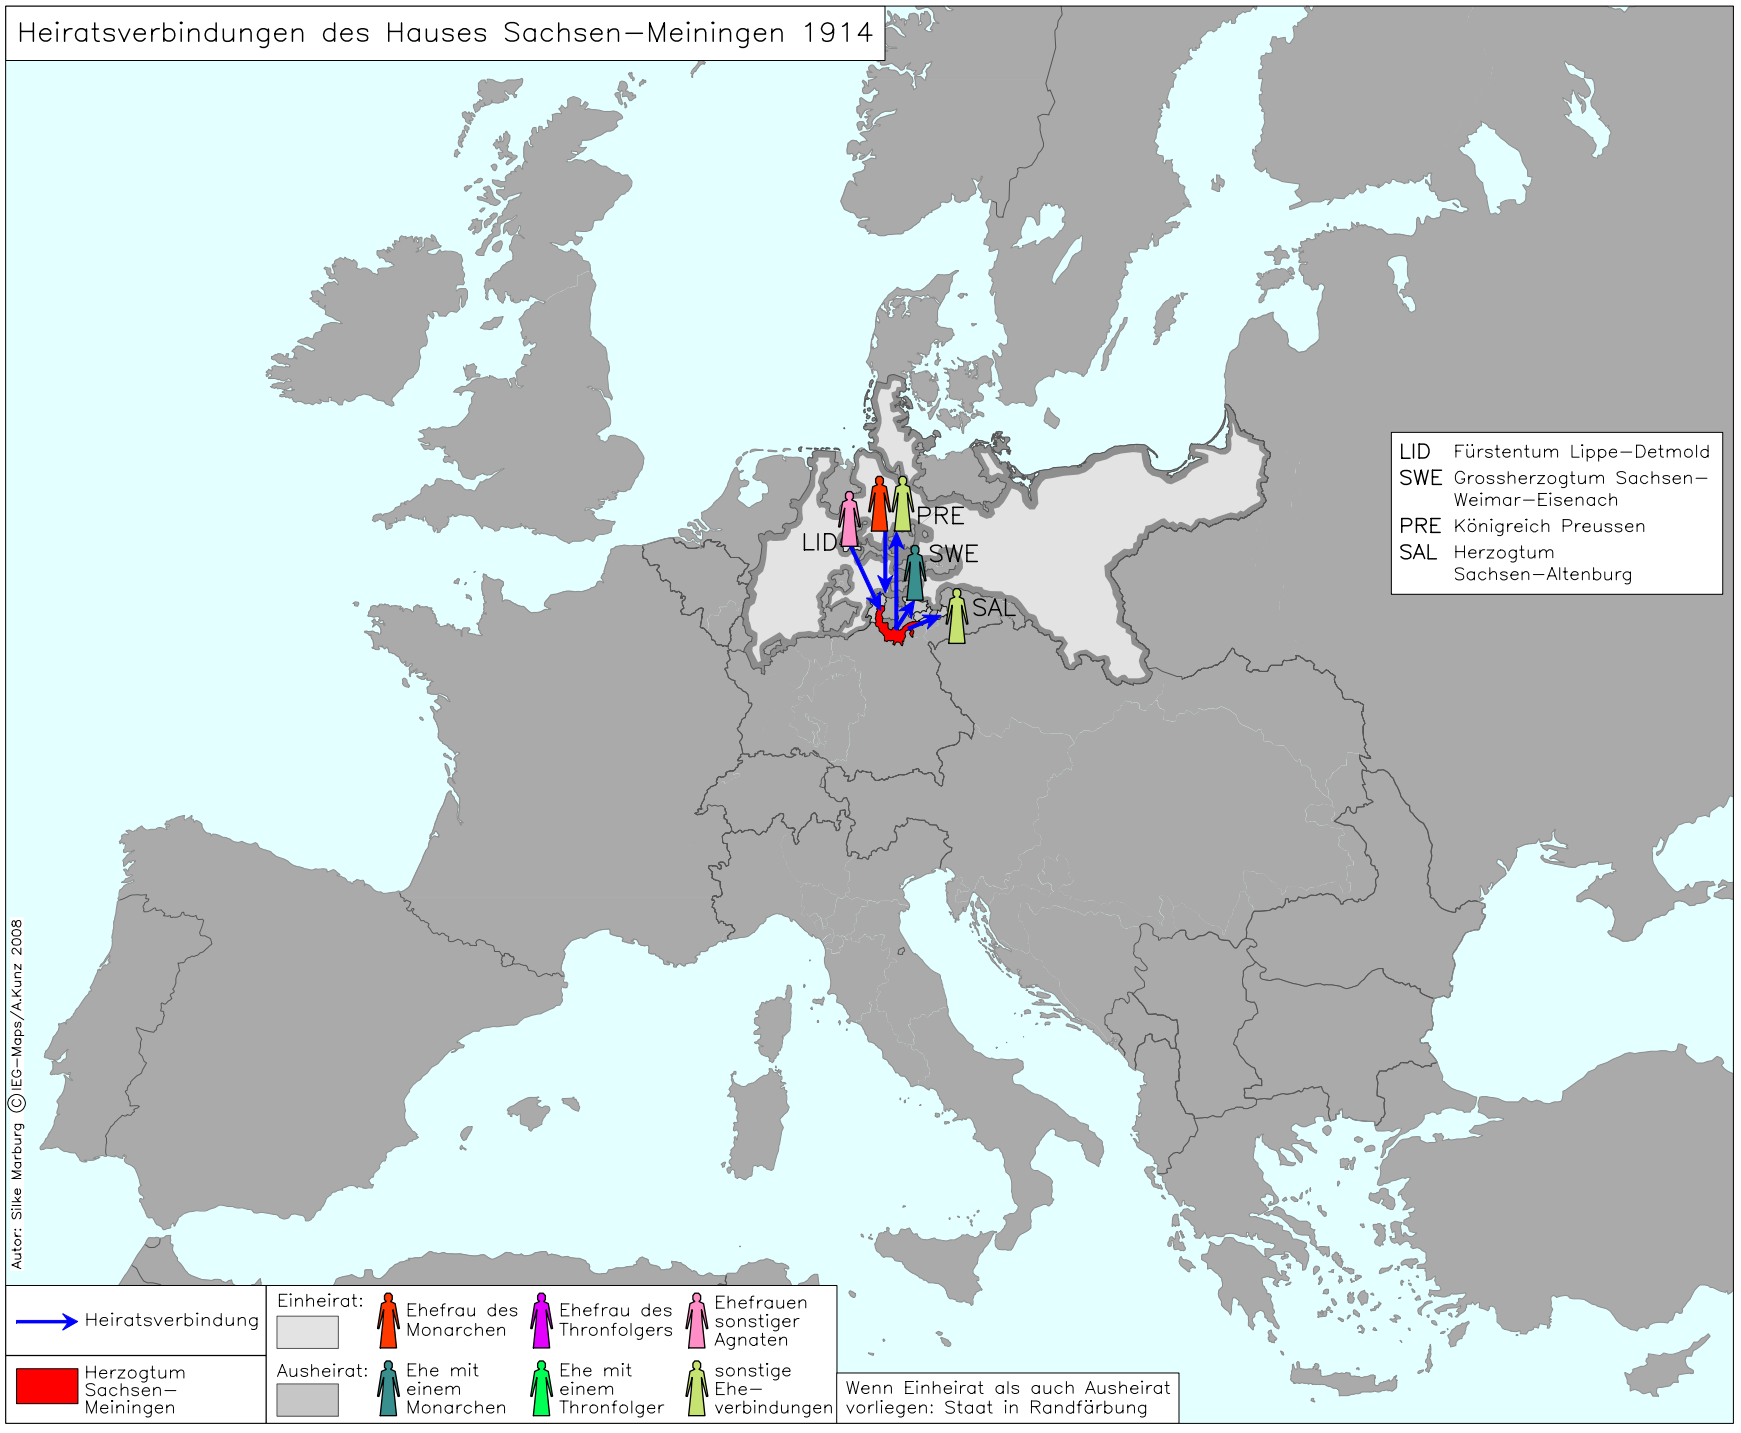 Heiratsverbindungen des Hauses Sachsen-Meiningen 1914
LID Fürstentum Lippe-Detmold
SWE Grossherzogtum Sachsen-
Weimar-Eisenach
PRE Königreich Preussen
SAL Herzogtum
Sachsen-Altenburg
PRE
LID
SWE
SAL
Autor: Silke Marburg ©IEG-Maps/A.Kunz 2008
Heiratsverbindung
Herzogtum
Sachsen-
Meiningen
Einheirat:
Ehefrau des
Monarchen
Ehefrau des
Thronfolgers
Ehefrauen
sonstiger
Agnaten
Ausheirat:
Ehe mit
einem
Monarchen
Ehe mit
einem
Thronfolger
sonstige
Ehe-
verbindungen
Wenn Einheirat als auch Ausheirat
vorliegen: Staat in Randfärbung